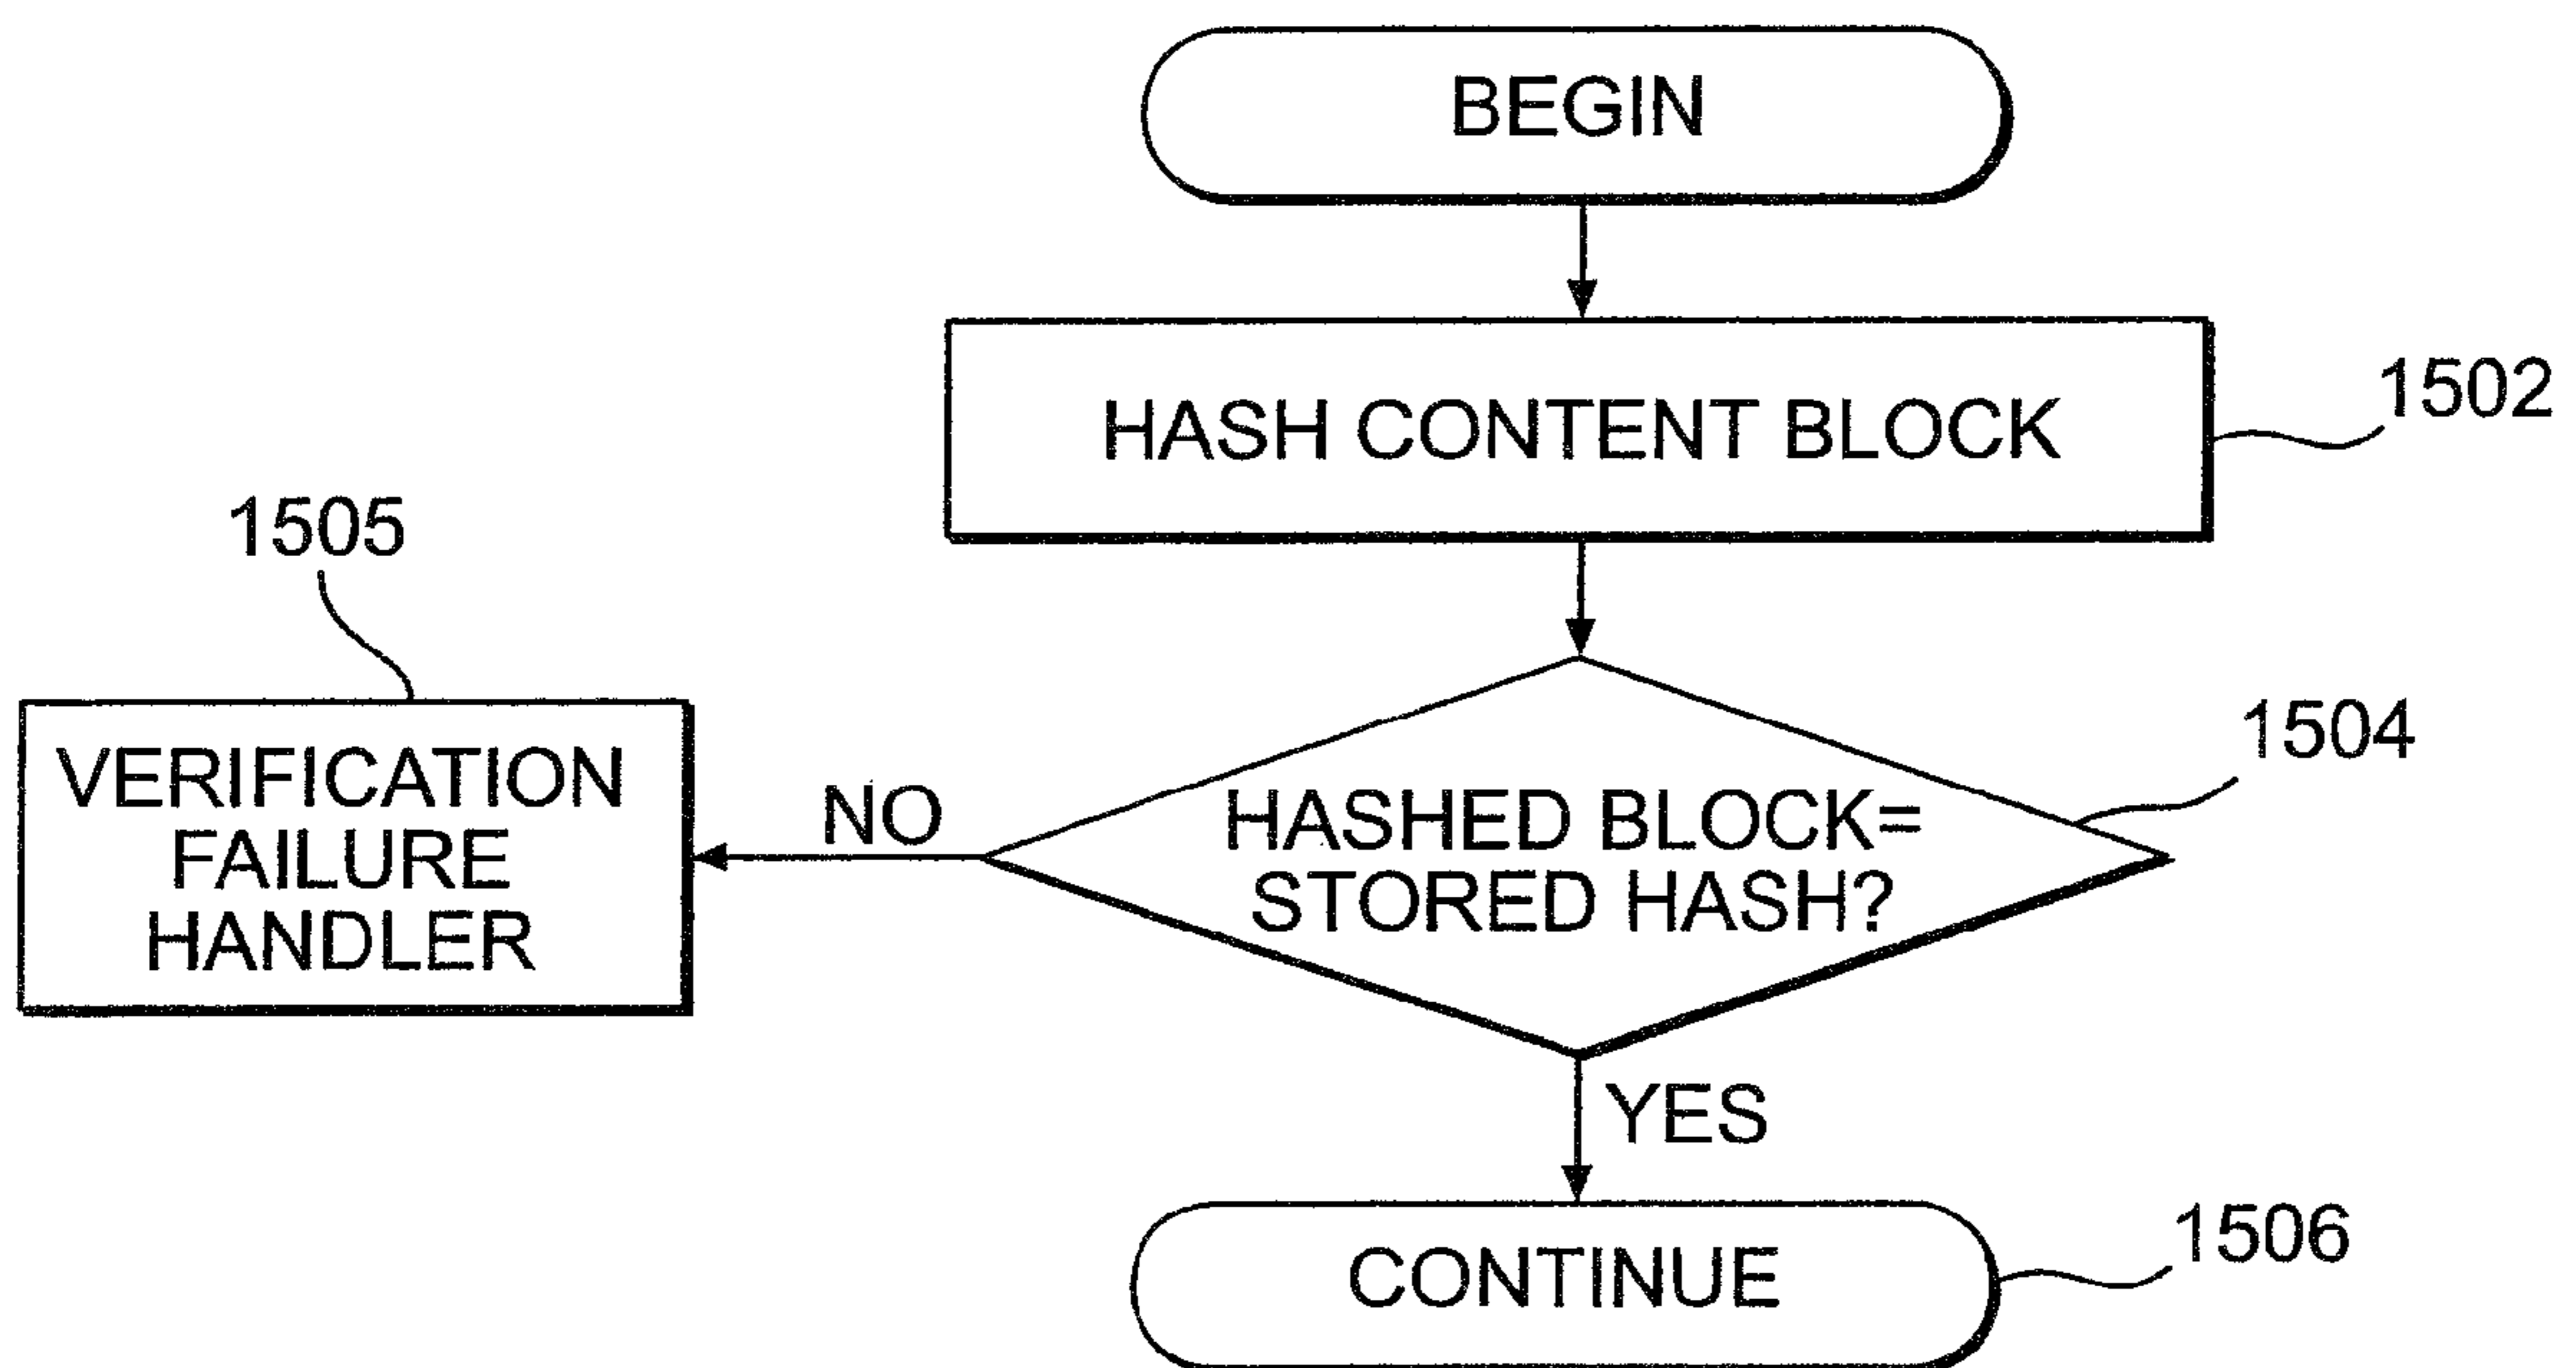 BEGIN
HASH CONTENT BLOCK
1502
1505
VERIFICATION
FAILURE
HANDLER
NO
HASHED BLOCK=
STORED HASH?
1504
YES
CONTINUE
1506